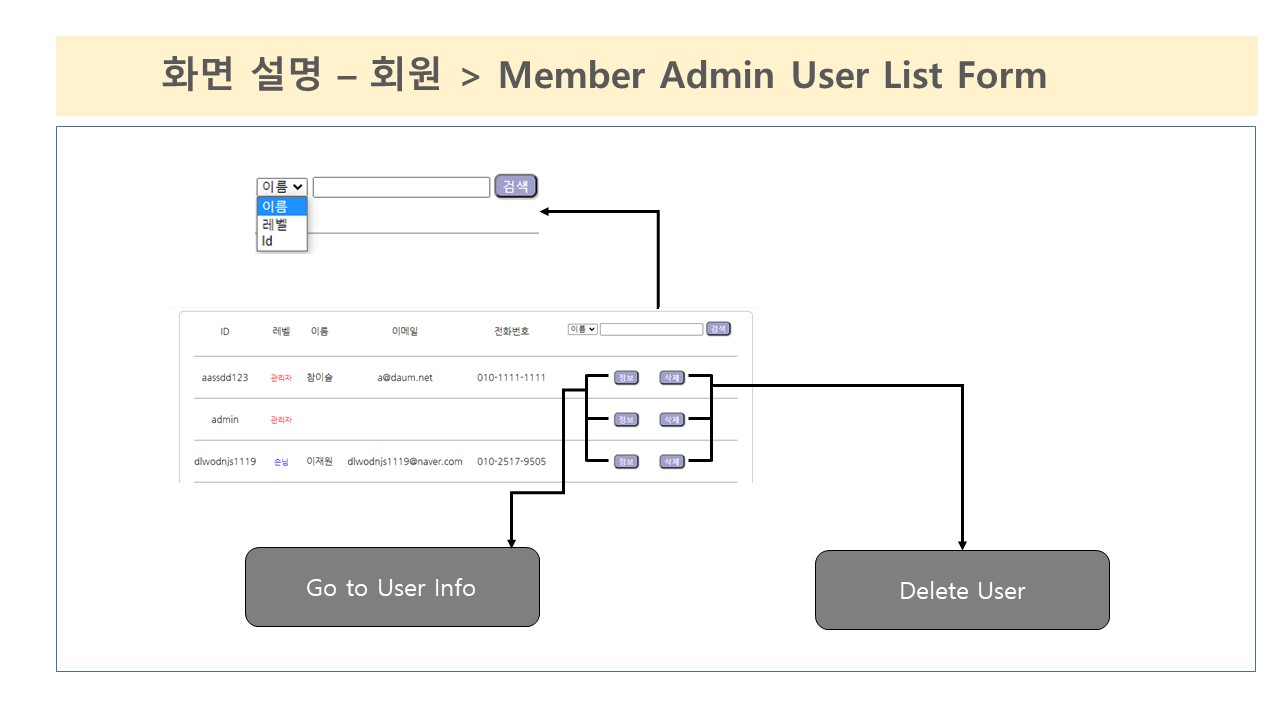 화면 설명 – 회원 > Member Admin User List Form
이름 검색
이름
레벨
Id
ID 레벨 이름 이메일 전화번호 이름 검색
aassdd123 관리자 창이슬 a@daum.net 010-1111-1111 정보 삭제
admin 관리자 정보 삭제
dlwodnjs1119 손님 이재원 dlwodnjs1119@naver.com 010-2517-9505 정보 삭제
Go to User Info
Delete User